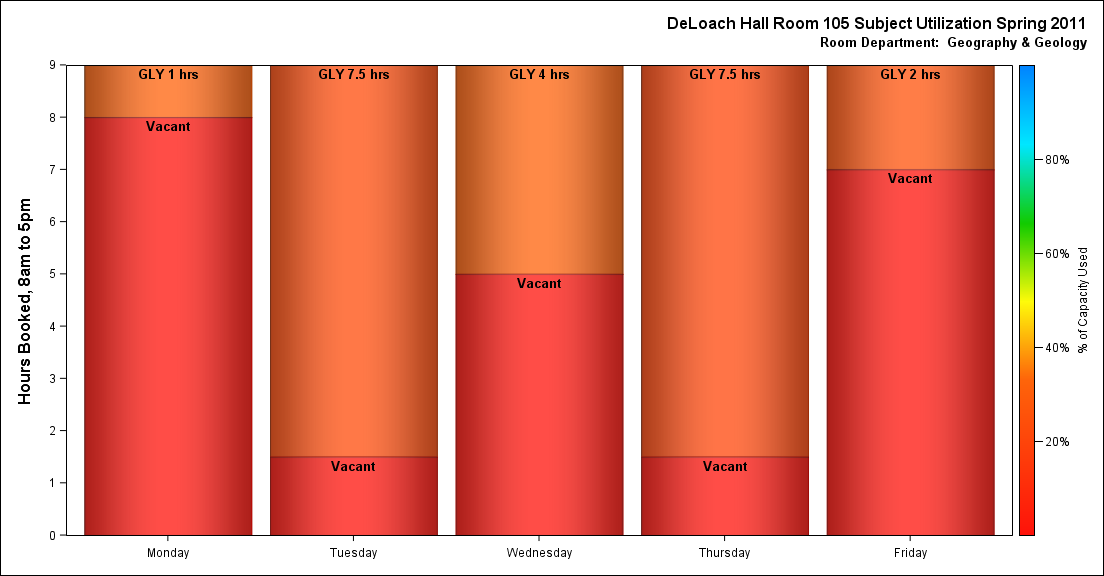 DeLoach Hall Room 105 Subject Utilization Spring 2011
Room Department:  Geography & Geology
Hours Booked, 8am to 5pm
9
8
7
6
5
4
3
2
1
0
GLY 1 hrs
Vacant
GLY 7.5 hrs
Vacant
GLY 4 hrs
Vacant
GLY 7.5 hrs
Vacant
GLY 2 hrs
Vacant
Monday
Tuesday
Wednesday
Thursday
Friday
80%
60%
40%
20%
% of Capacity Used